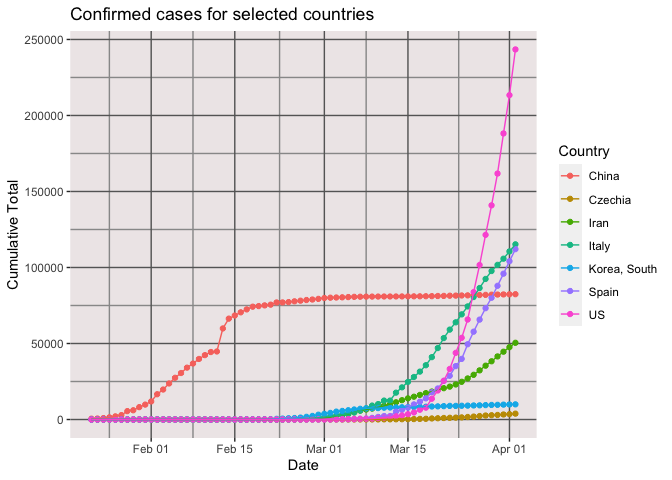 Confirmed cases for selected countries
250000
200000
150000
100000
50000
0
Cumulative Total
Feb 01
Feb 15
Mar 01
Mar 15
Apr 01
Date
Country
China
Czechia
Iran
Italy
Korea, South
Spain
US